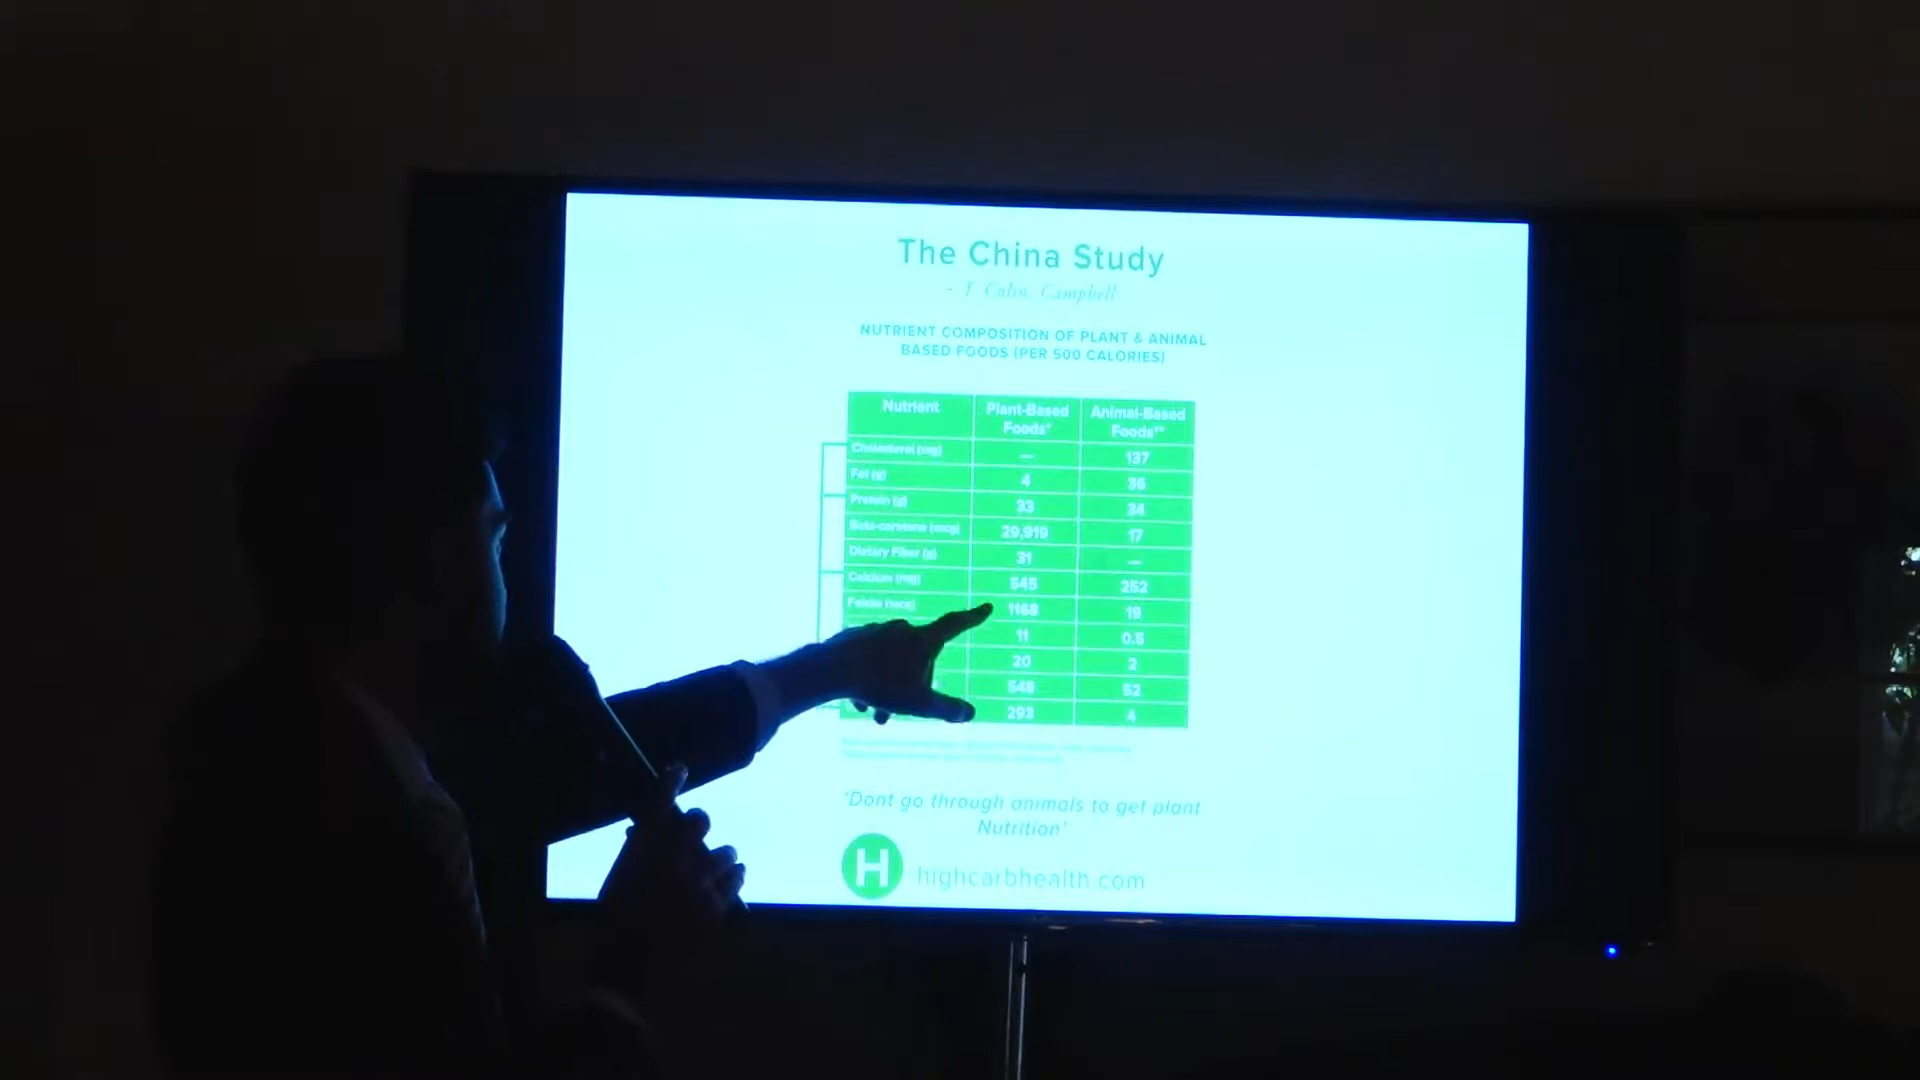 The China Study
- T. Colin. Campbell
NUTRIENT COMPOSITION OF PLANT & ANIMAL
BASED FOODS (PER 500 CALORIES)
Nutrient Plant-Based Foods* Animal-Based Foods**
Cholesterol (mg) — 137
Fat (g) 4 36
Protein (g) 33 34
Beta-carotene (mcg) 29,919 17
Dietary Fiber (g) 31 —
Calcium (mg) 545 252
Folate (mcg) 1168 19
11 0.5
20 2
548 52
293 4
"Dont go through animals to get plant
Nutrition'
H highcarbhealth.com